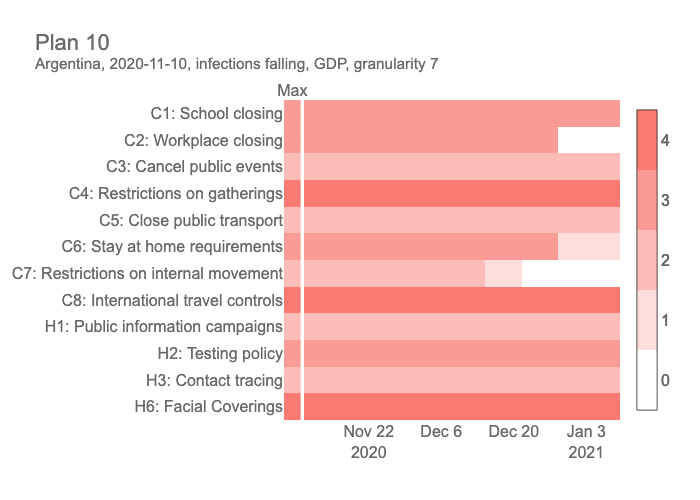 Plan 10
Argentina, 2020-11-10, infections falling, GDP, granularity 7
Max
C1: School closing
C2: Workplace closing
C3: Cancel public events
C4: Restrictions on gatherings
C5: Close public transport
C6: Stay at home requirements
C7: Restrictions on internal movement
C8: International travel controls
H1: Public information campaigns
H2: Testing policy
H3: Contact tracing
H6: Facial Coverings
Nov 22 Dec 6 Dec 20 Jan 3
2020 2021
4
3
2
1
0